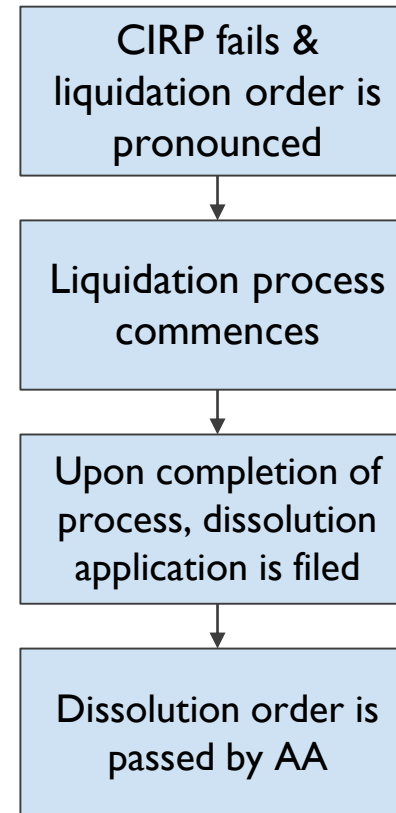 CIRP fails &
liquidation order is
pronounced
Liquidation process
commences
Upon completion of
process, dissolution
application is filed
Dissolution order is
passed by AA